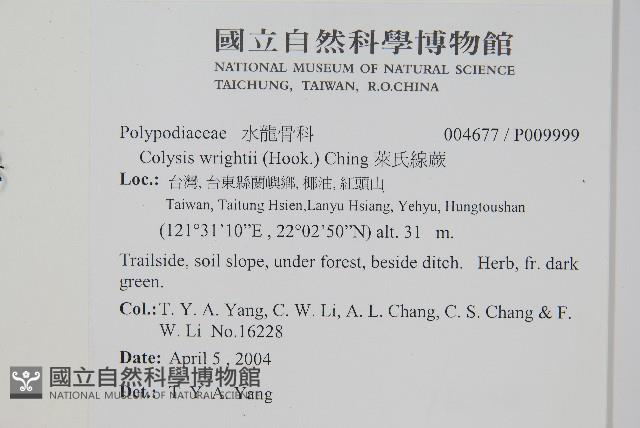 國立自然科學博物館
NATIONAL MUSEUM OF NATURAL SCIENCE
TAICHUNG, TAIWAN, R.O.CHINA
Polypodiaceae 水龍骨科 004677 / P009999
Colysis wrightii (Hook.) Ching 萊氏線蕨
Loc.: 台灣, 台東縣蘭嶼鄉, 椰油, 紅頭山
Taiwan, Taitung Hsien,Lanyu Hsiang, Yehyu, Hungtoushan
(121°31'10"E , 22°02'50"N) alt. 31 m.
Trailside, soil slope, under forest, beside ditch. Herb, fr. dark
green.
Col.: T. Y. A. Yang, C. W. Li, A. L. Chang, C. S. Chang & F.
W. Li No.16228
Date: April 5 , 2004
國立自然科學博物館
NATIONAL MUSEUM OF NATURAL SCIENCE
Det.: T. Y. A. Yang